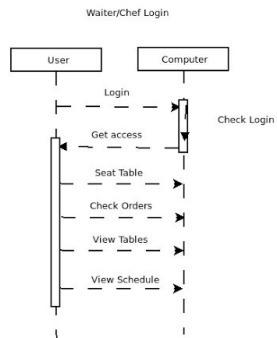 Waiter/Chef Login
User
Computer
Login
Check Login
Get access
Seat Table
Check Orders
View Tables
View Schedule